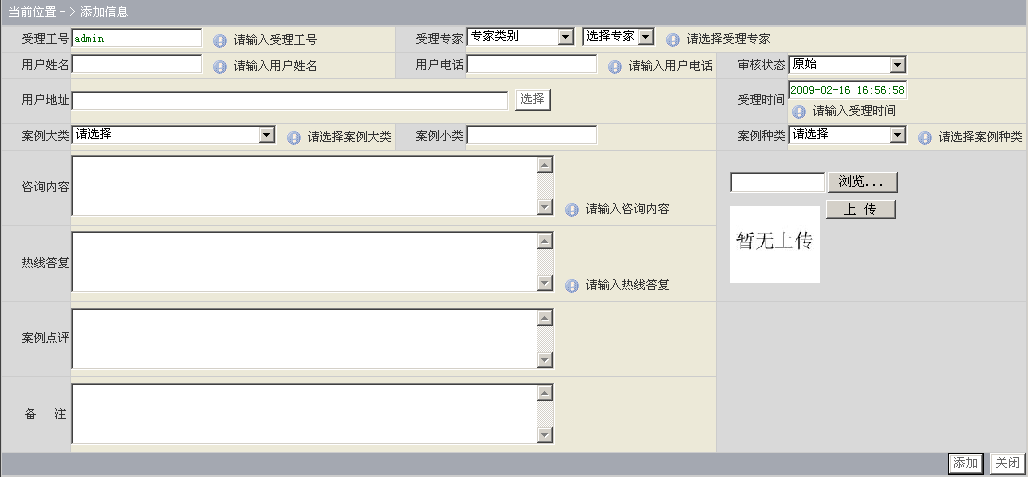 当前位置 - > 添加信息
受理工号 admin 请输入受理工号 受理专家 专家类别 选择专家 请选择受理专家
用户姓名 请输入用户姓名 用户电话 请输入用户电话 审核状态 原始
用户地址 选择 受理时间 2009-02-16 16:56:58
请输入受理时间
案例大类 请选择 请选择案例大类 案例小类 案例种类 请选择 请选择案例种类
咨询内容 请输入咨询内容
浏览...
上 传
暂无上传
热线答复 请输入热线答复
案例点评
备 注
添加 关闭